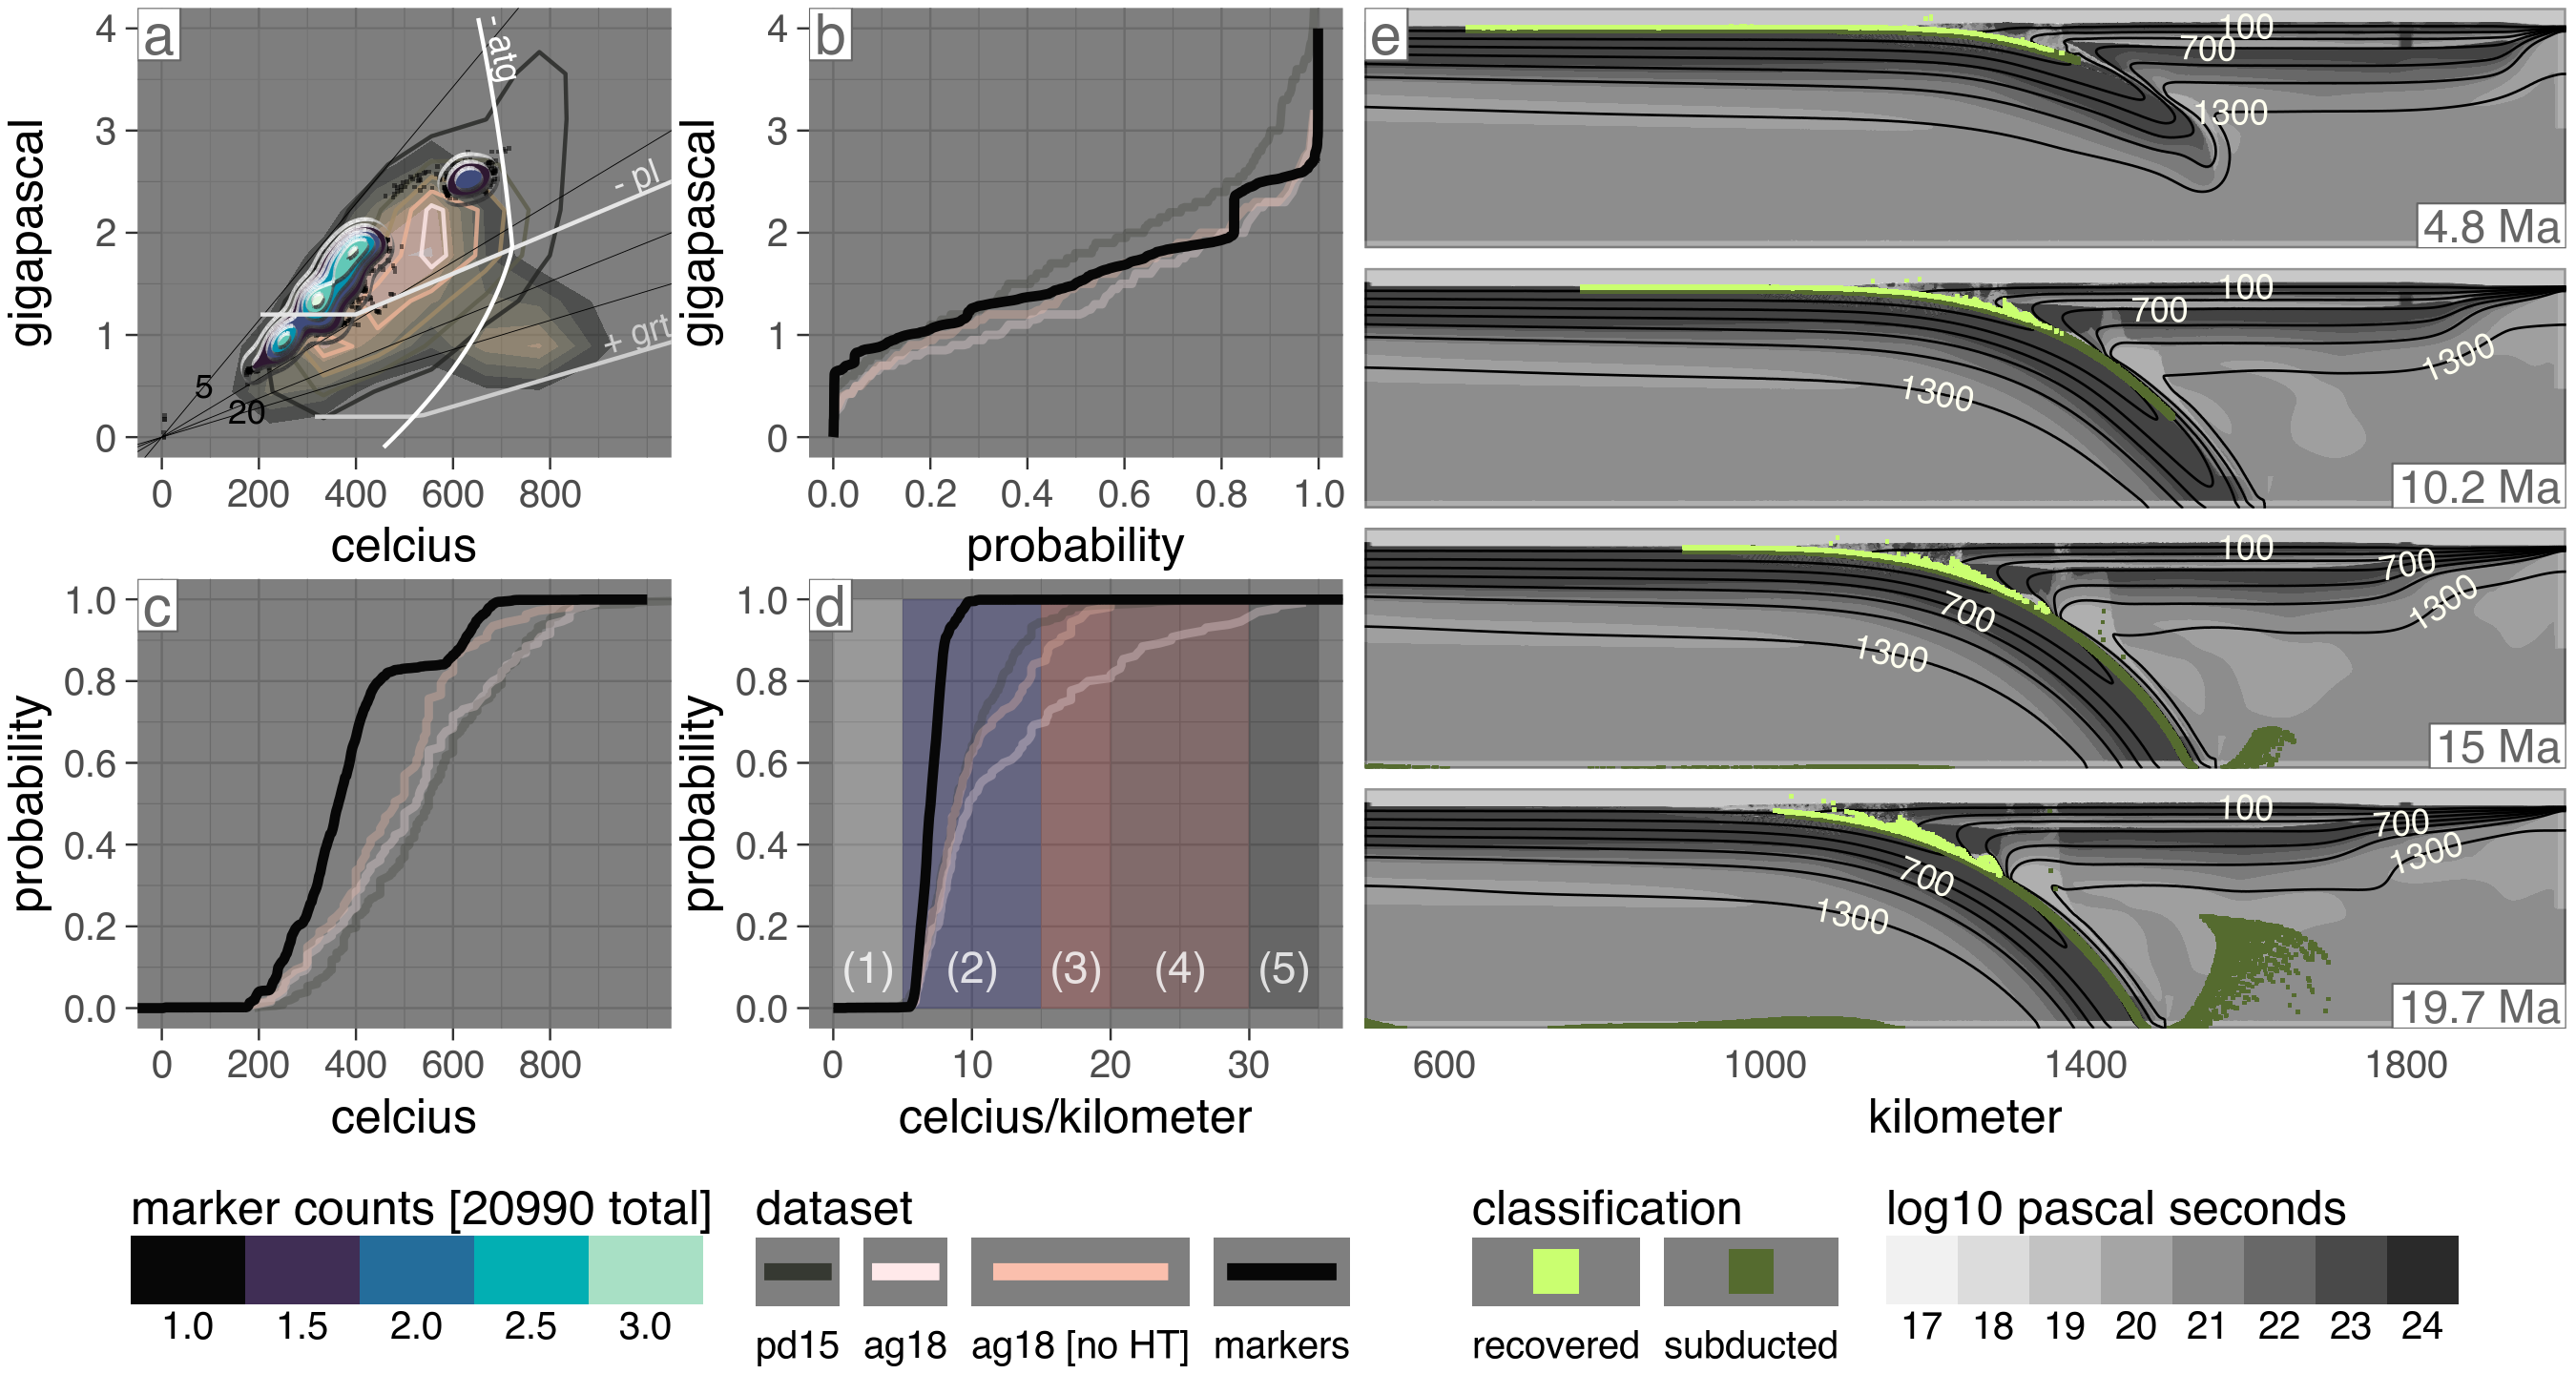 a
gigapascal
4
3
2
1
0
- atg
- pl
+ grt
5
20
0
200
400
600
800
celcius
b
gigapascal
4
3
2
1
0
0.0
0.2
0.4
0.6
0.8
1.0
probability
c
probability
1.0
0.8
0.6
0.4
0.2
0.0
0
200
400
600
800
celcius
d
probability
1.0
0.8
0.6
0.4
0.2
0.0
(1)
(2)
(3)
(4)
(5)
0
10
20
30
celcius/kilometer
e
100
700
1300
4.8 Ma
100
700
1300
1300
10.2 Ma
100
700
1300
700
1300
15 Ma
100
700
1300
700
1300
19.7 Ma
600
1000
1400
1800
kilometer
marker counts [20990 total]
1.0
1.5
2.0
2.5
3.0
dataset
pd15
ag18
ag18 [no HT]
markers
classification
recovered
subducted
log10 pascal seconds
17
18
19
20
21
22
23
24